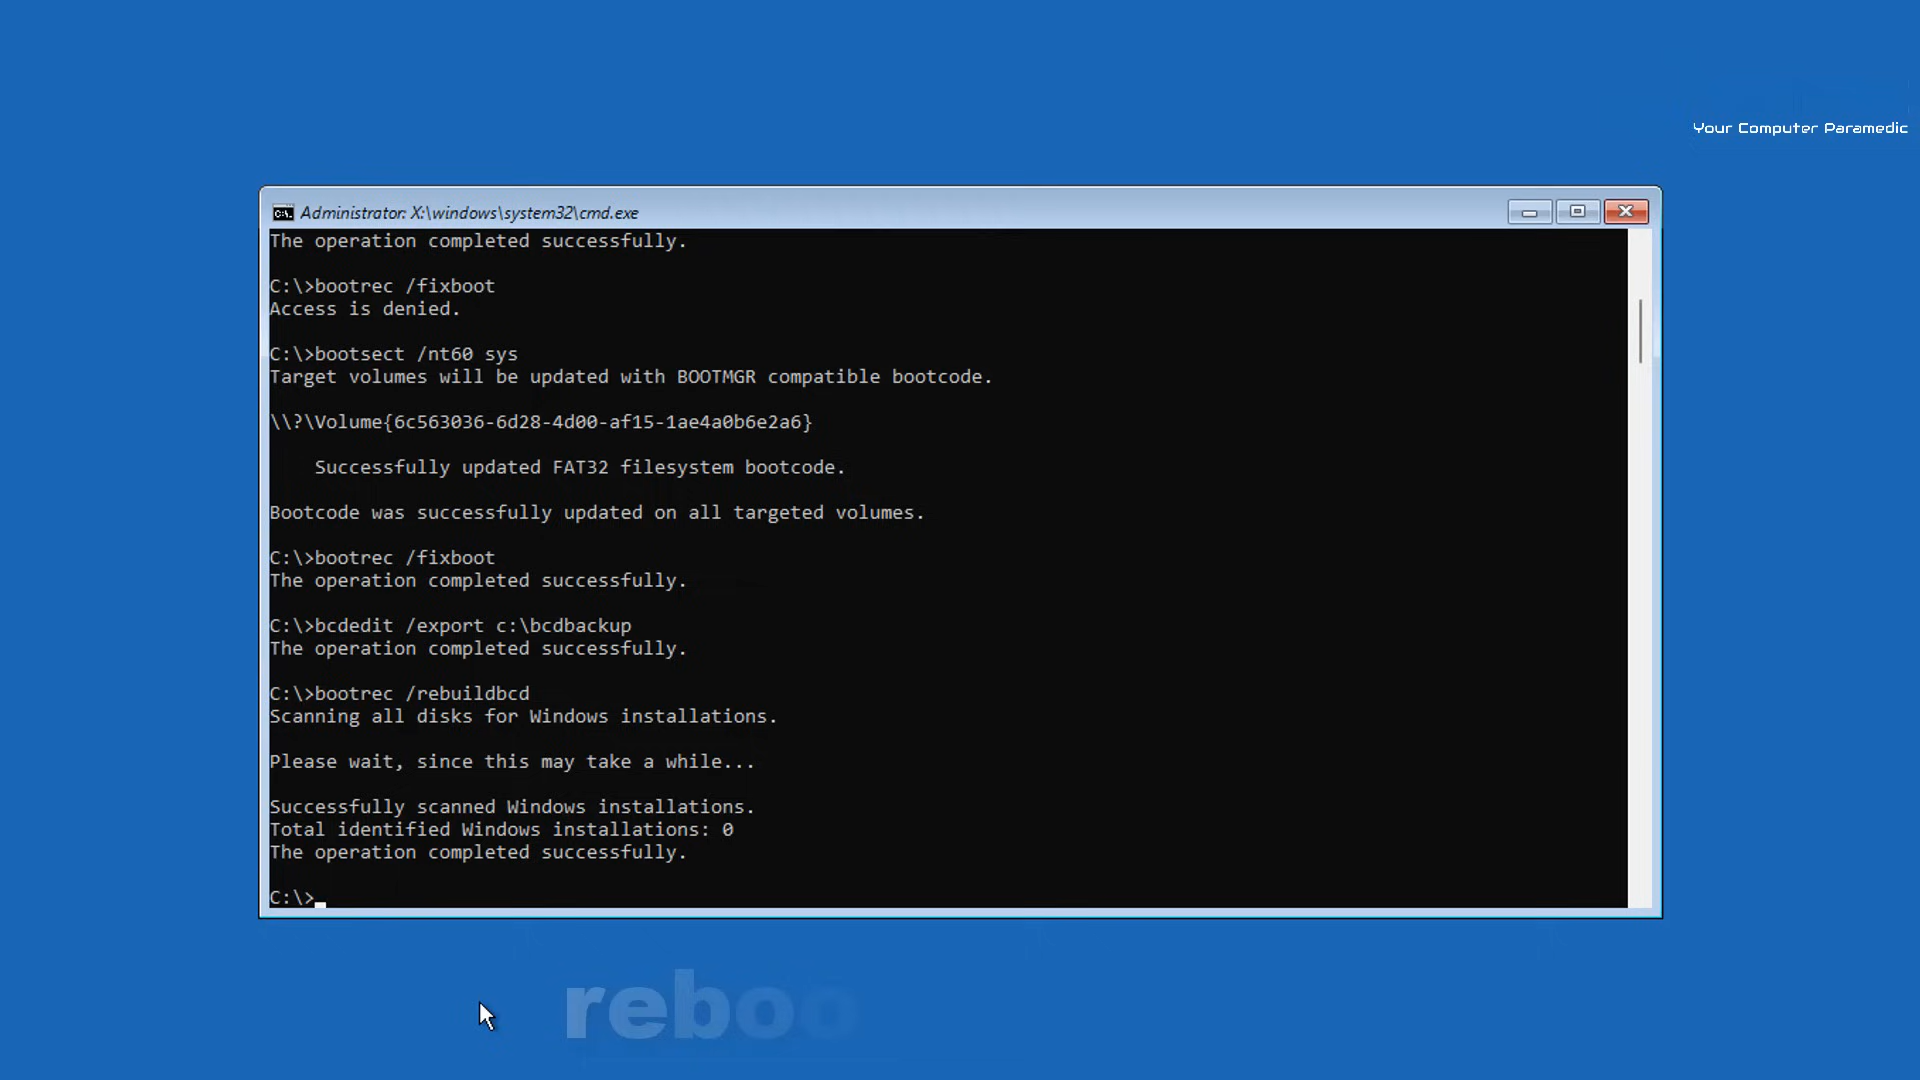 Your Computer Paramedic
Administrator: X:\windows\system32\cmd.exe
The operation completed successfully.
C:\>bootrec /fixboot
Access is denied.
C:\>bootsect /nt60 sys
Target volumes will be updated with BOOTMGR compatible bootcode.
\\?\Volume{6c563036-6d28-4d00-af15-1ae4a0b6e2a6}
Successfully updated FAT32 filesystem bootcode.
Bootcode was successfully updated on all targeted volumes.
C:\>bootrec /fixboot
The operation completed successfully.
C:\>bcdedit /export c:\bcdbackup
The operation completed successfully.
C:\>bootrec /rebuildbcd
Scanning all disks for Windows installations.
Please wait, since this may take a while...
Successfully scanned Windows installations.
Total identified Windows installations: 0
The operation completed successfully.
C:\>
reboo